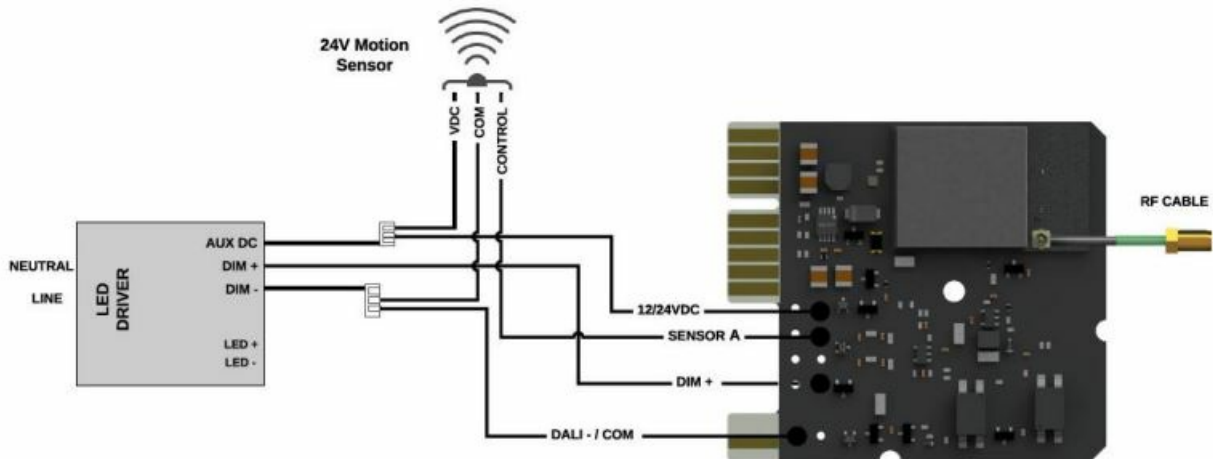 24V Motion
Sensor
VDC
COM
CONTROL
RF CABLE
NEUTRAL
LINE
LED
DRIVER
AUX DC
DIM +
DIM -
LED +
LED -
12/24VDC
SENSOR A
DIM +
DALI - / COM